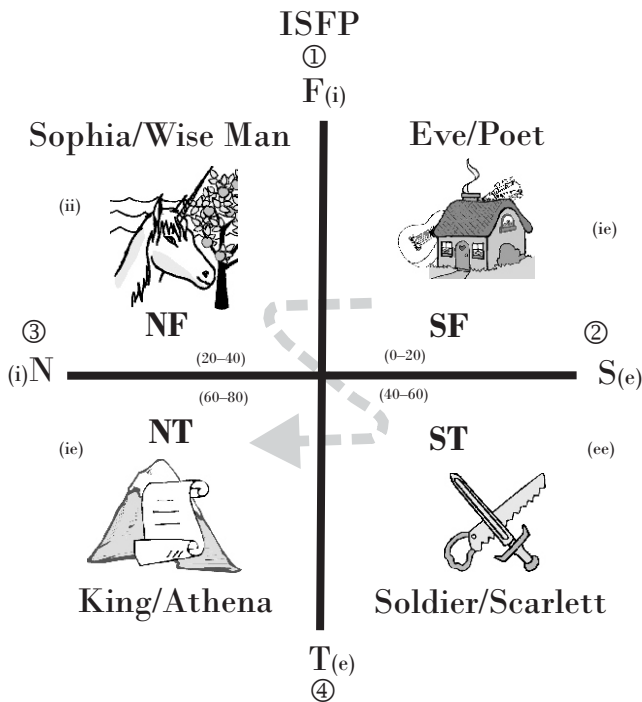 ISFP
①
F(i)
Sophia/Wise Man
Eve/Poet
(ii)
(ie)
NF
SF
③
②
(20–40)
(0–20)
(i)N
S(e)
(60–80)
(40–60)
NT
ST
(ie)
(ee)
King/Athena
Soldier/Scarlett
T(e)
④